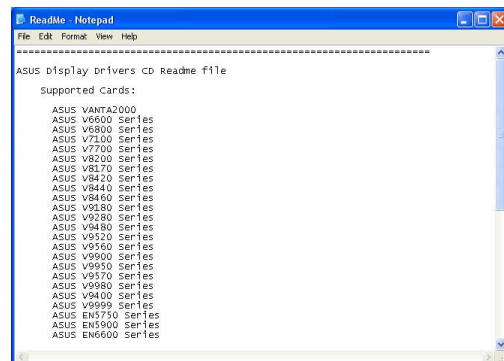 ReadMe - Notepad
File Edit Format View Help
======================================================================
ASUS Display Drivers CD Readme file
Supported Cards:
ASUS VANTA2000
ASUS V6600 Series
ASUS V6800 Series
ASUS V7100 Series
ASUS V7700 Series
ASUS V8200 Series
ASUS V8170 Series
ASUS V8420 Series
ASUS V8440 Series
ASUS V8460 Series
ASUS V9180 Series
ASUS V9280 Series
ASUS V9480 Series
ASUS V9520 Series
ASUS V9560 Series
ASUS V9900 Series
ASUS V9950 Series
ASUS V9570 Series
ASUS V9980 Series
ASUS V9400 Series
ASUS V9999 Series
ASUS EN5750 Series
ASUS EN5900 Series
ASUS EN6600 Series